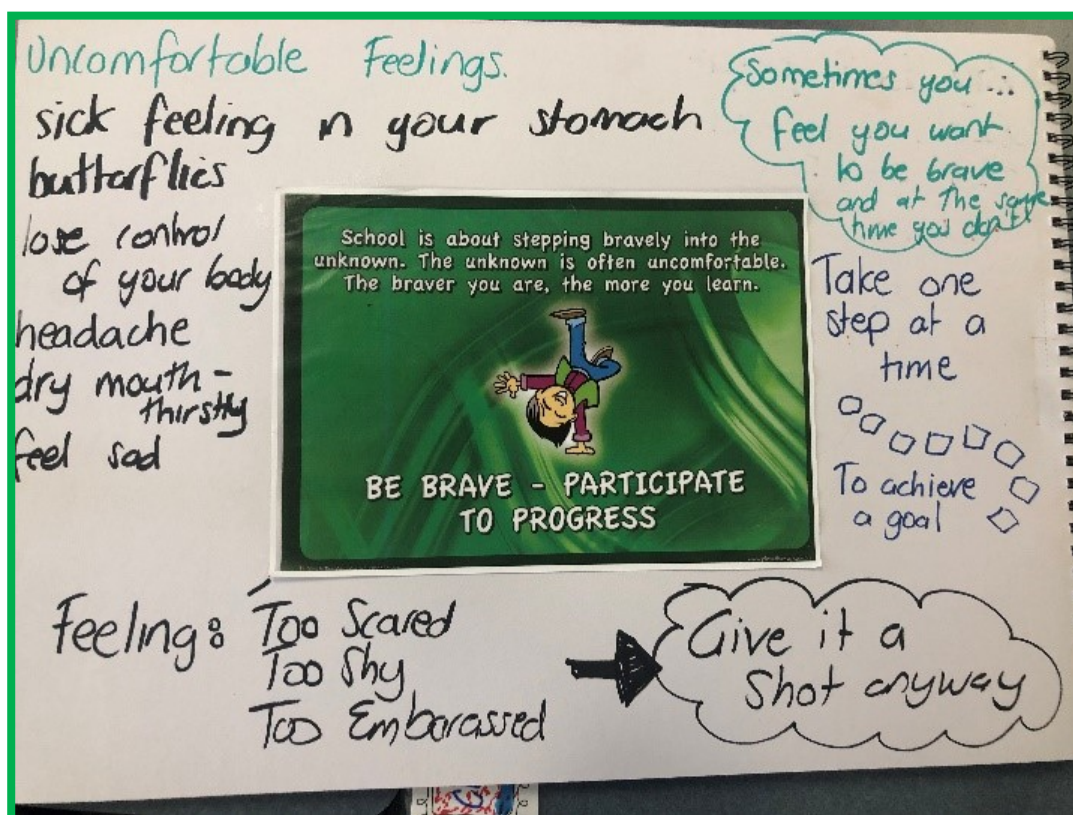 Uncomfortable Feelings.
sick feeling in your stomach
butterflies
lose control
of your body
headache
dry mouth –
thirsty
feel sad
Sometimes you ...
feel you want
to be brave
and at the same
time you don't
School is about stepping bravely into the
unknown. The unknown is often uncomfortable.
The braver you are, the more you learn.
BE BRAVE - PARTICIPATE
TO PROGRESS
Take one
step at a
time
To achieve
a goal
Feeling:
Too Scared
Too Shy
Too Embarassed
Give it a
Shot anyway